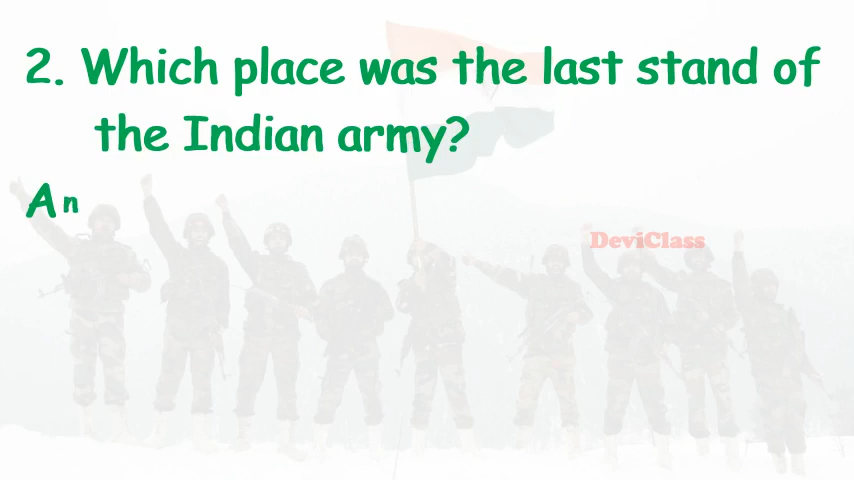 2. Which place was the last stand of
the Indian army?
An
DeviClass